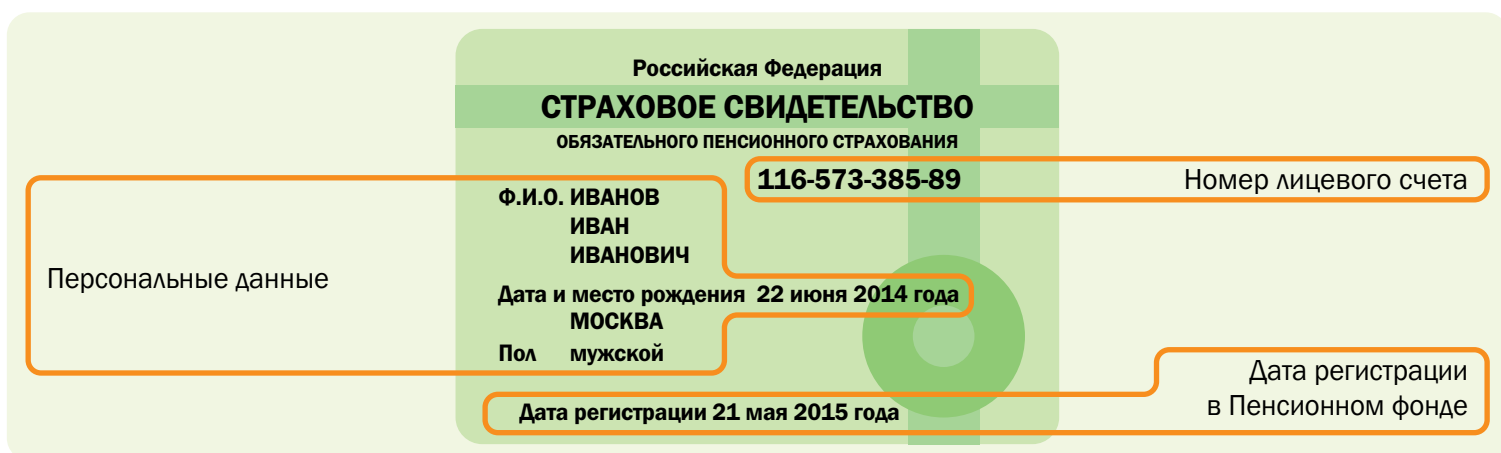 Российская Федерация
СТРАХОВОЕ СВИДЕТЕЛЬСТВО
ОБЯЗАТЕЛЬНОГО ПЕНСИОННОГО СТРАХОВАНИЯ
116-573-385-89
Номер лицевого счета
Ф.И.О. ИВАНОВ
ИВАН
ИВАНОВИЧ
Персональные данные
Дата и место рождения 22 июня 2014 года
МОСКВА
Пол мужской
Дата регистрации 21 мая 2015 года
Дата регистрации
в Пенсионном фонде